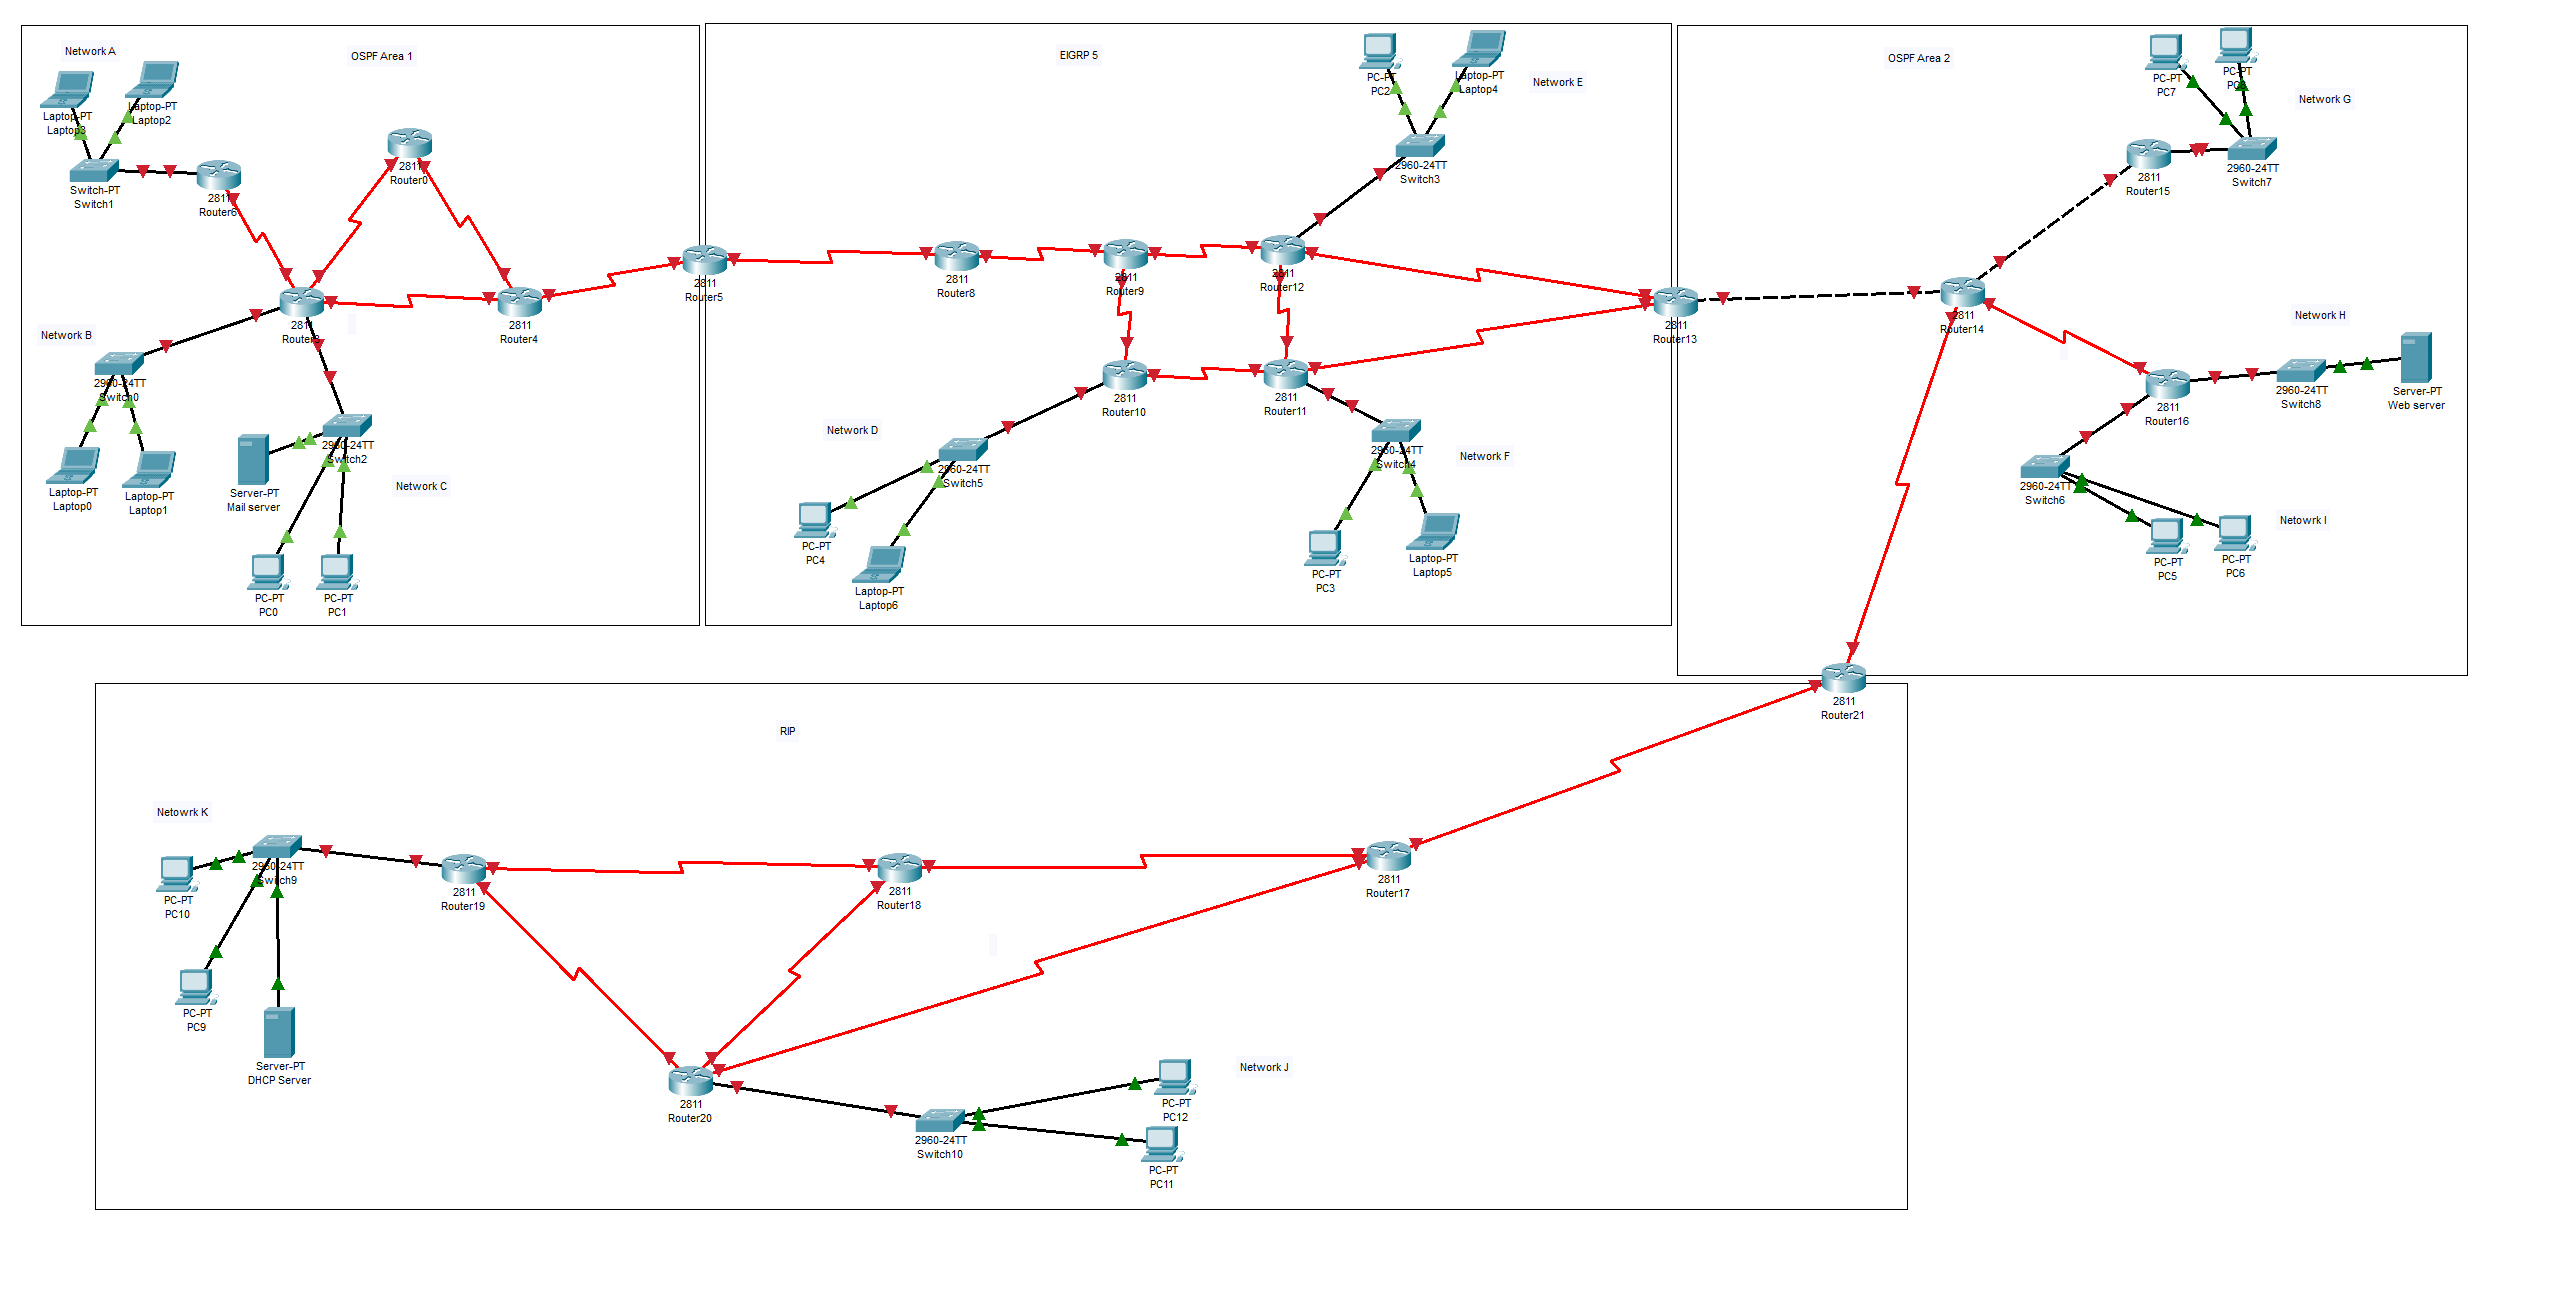 Network A
OSPF Area 1
Laptop-PT
Laptop3
Laptop-PT
Laptop2
Switch-PT
Switch1
2811
Router6
2811
Router0
2811
Router3
2811
Router4
2811
Router5
Network B
2960-24TT
Switch0
Laptop-PT
Laptop0
Laptop-PT
Laptop1
2960-24TT
Switch2
Server-PT
Mail server
Network C
PC-PT
PC0
PC-PT
PC1
EIGRP 5
PC-PT
PC2
Laptop-PT
Laptop4
Network E
2960-24TT
Switch3
2811
Router8
2811
Router9
2811
Router12
2811
Router13
2811
Router10
2811
Router11
Network D
2960-24TT
Switch5
PC-PT
PC4
Laptop-PT
Laptop6
2960-24TT
Switch4
Network F
PC-PT
PC3
Laptop-PT
Laptop5
OSPF Area 2
PC-PT
PC7
PC-PT
Network G
2811
Router15
2960-24TT
Switch7
2811
Router14
Network H
2811
Router16
2960-24TT
Switch8
Server-PT
Web server
2960-24TT
Switch6
Netowrk I
PC-PT
PC5
PC-PT
PC6
2811
Router21
RIP
Netowrk K
2960-24TT
Switch9
PC-PT
PC10
PC-PT
PC9
Server-PT
DHCP Server
2811
Router19
2811
Router18
2811
Router17
2811
Router20
2960-24TT
Switch10
PC-PT
PC12
PC-PT
PC11
Network J